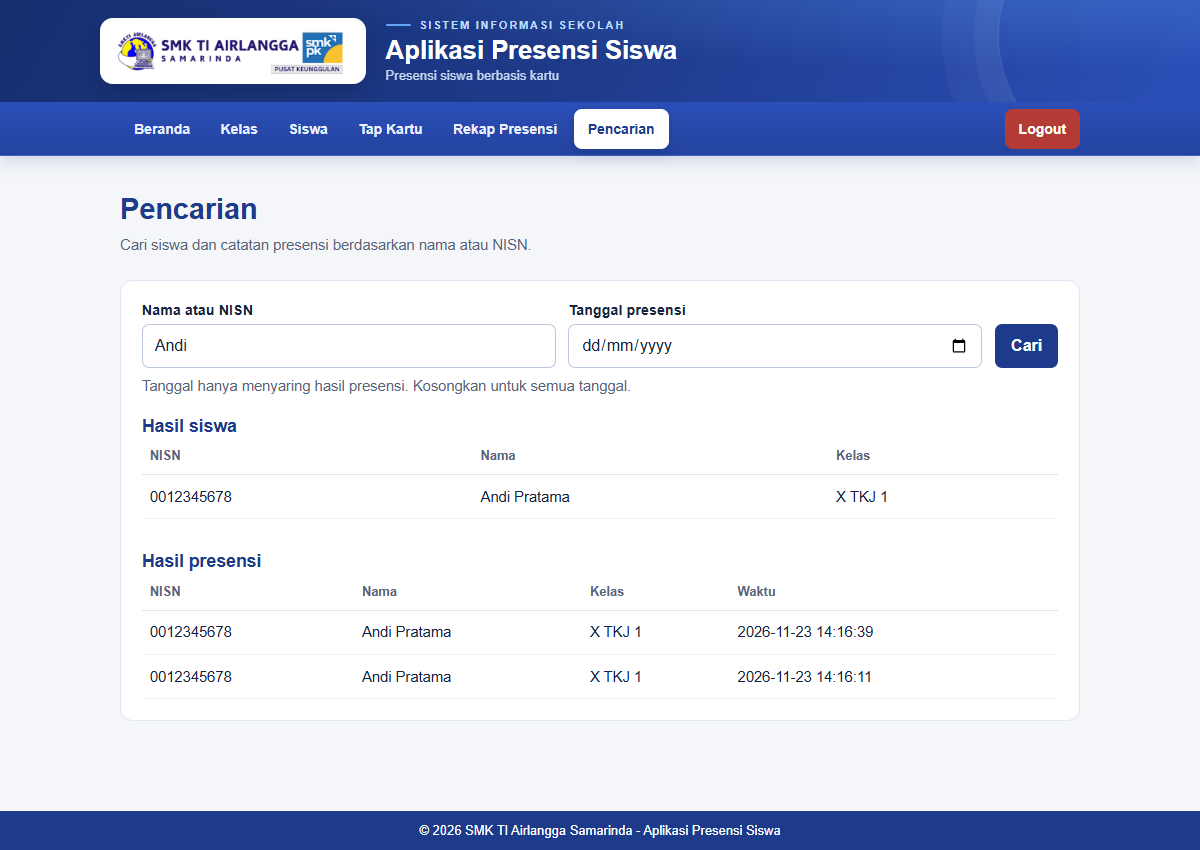 SMK TI AIRLANGGA
SAMARINDA
smk
pk
PUSAT KEUNGGULAN
SISTEM INFORMASI SEKOLAH
Aplikasi Presensi Siswa
Presensi siswa berbasis kartu
Beranda Kelas Siswa Tap Kartu Rekap Presensi Pencarian Logout
Pencarian
Cari siswa dan catatan presensi berdasarkan nama atau NISN.
Nama atau NISN Tanggal presensi
Andi dd/mm/yyyy Cari
Tanggal hanya menyaring hasil presensi. Kosongkan untuk semua tanggal.
Hasil siswa
NISN Nama Kelas
0012345678 Andi Pratama X TKJ 1
Hasil presensi
NISN Nama Kelas Waktu
0012345678 Andi Pratama X TKJ 1 2026-11-23 14:16:39
0012345678 Andi Pratama X TKJ 1 2026-11-23 14:16:11
© 2026 SMK TI Airlangga Samarinda - Aplikasi Presensi Siswa